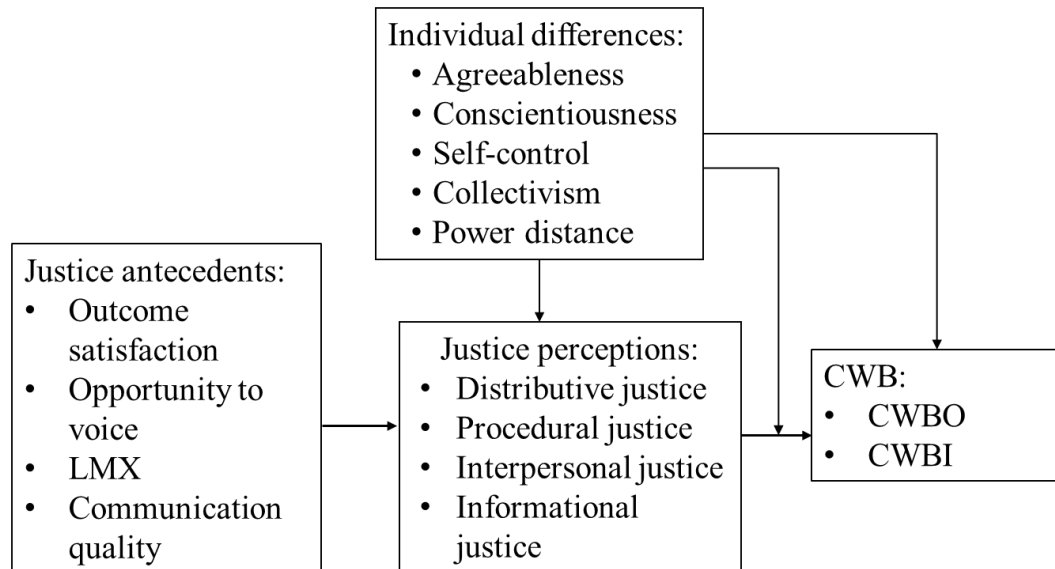 Individual differences:
• Agreeableness
• Conscientiousness
• Self-control
• Collectivism
• Power distance
Justice antecedents:
• Outcome
satisfaction
• Opportunity to
voice
• LMX
• Communication
quality
Justice perceptions:
• Distributive justice
• Procedural justice
• Interpersonal justice
• Informational
justice
CWB:
• CWBO
• CWBI